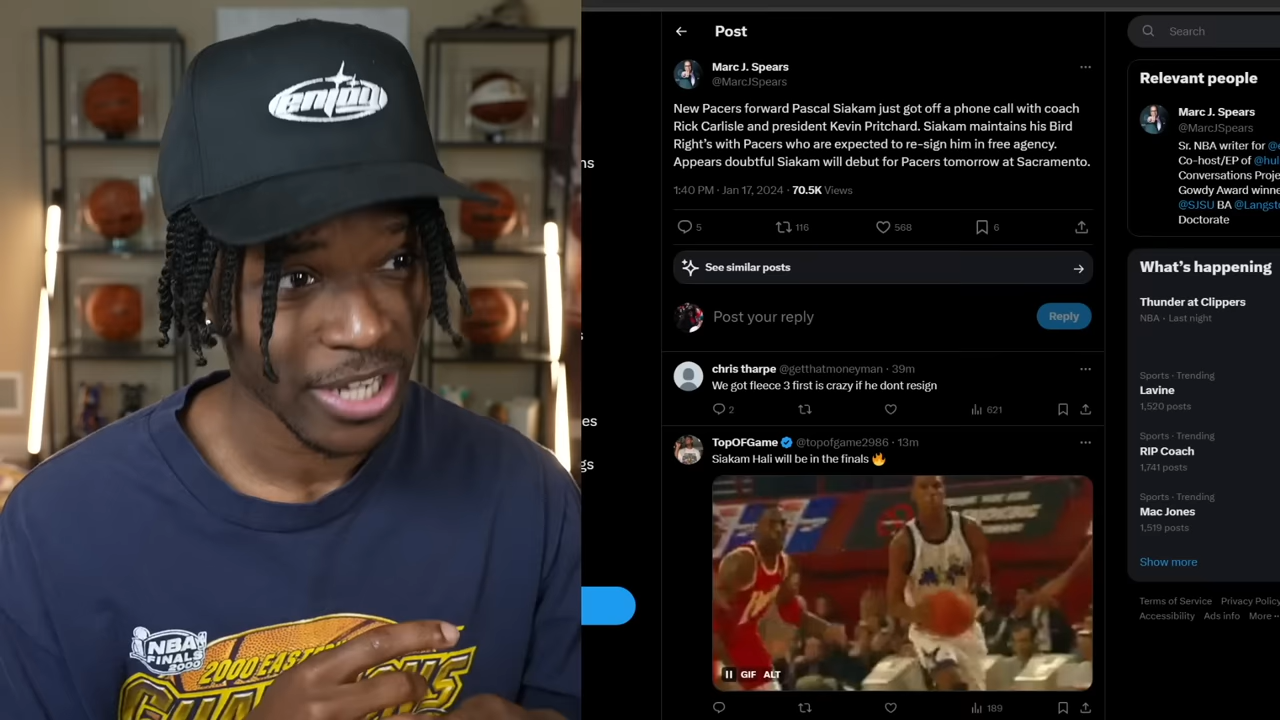 enjoy
NBA
FINALS
2000
2000 EASTERN
Post
Marc J. Spears
@MarcJSpears
New Pacers forward Pascal Siakam just got off a phone call with coach
Rick Carlisle and president Kevin Pritchard. Siakam maintains his Bird
Right's with Pacers who are expected to re-sign him in free agency.
Appears doubtful Siakam will debut for Pacers tomorrow at Sacramento.
1:40 PM · Jan 17, 2024 · 70.5K Views
5
116
568
6
See similar posts
Post your reply
Reply
chris tharpe @getthatmoneyman · 39m
We got fleece 3 first is crazy if he dont resign
2
621
TopOFGame @topofgame2986 · 13m
Siakam Hali will be in the finals 🔥
GIF ALT
189
ns
s
es
gs
Search
Relevant people
Marc J. Spears
@MarcJSpears
Sr. NBA writer for @e
Co-host/EP of @hul
Conversations Proje
Gowdy Award winne
@SJSU BA @Langst
Doctorate
What's happening
Thunder at Clippers
NBA · Last night
Sports · Trending
Lavine
1,520 posts
Sports · Trending
RIP Coach
1,741 posts
Sports · Trending
Mac Jones
1,519 posts
Show more
Terms of Service Privacy Policy
Accessibility Ads info More ··